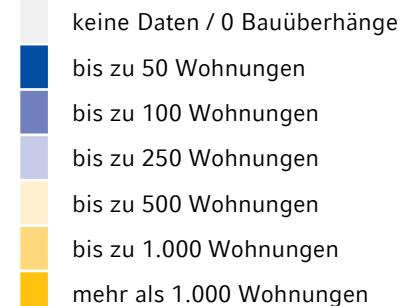 keine Daten / 0 Bauüberhänge
bis zu 50 Wohnungen
bis zu 100 Wohnungen
bis zu 250 Wohnungen
bis zu 500 Wohnungen
bis zu 1.000 Wohnungen
mehr als 1.000 Wohnungen